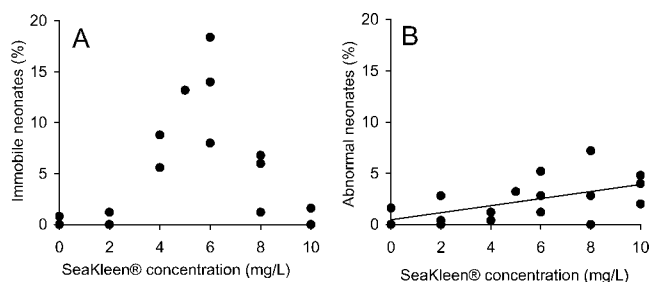 A
Immobile neonates (%)
20
15
10
5
0
0 2 4 6 8 10
SeaKleen® concentration (mg/L)
B
Abnormal neonates (%)
20
15
10
5
0
0 2 4 6 8 10
SeaKleen® concentration (mg/L)